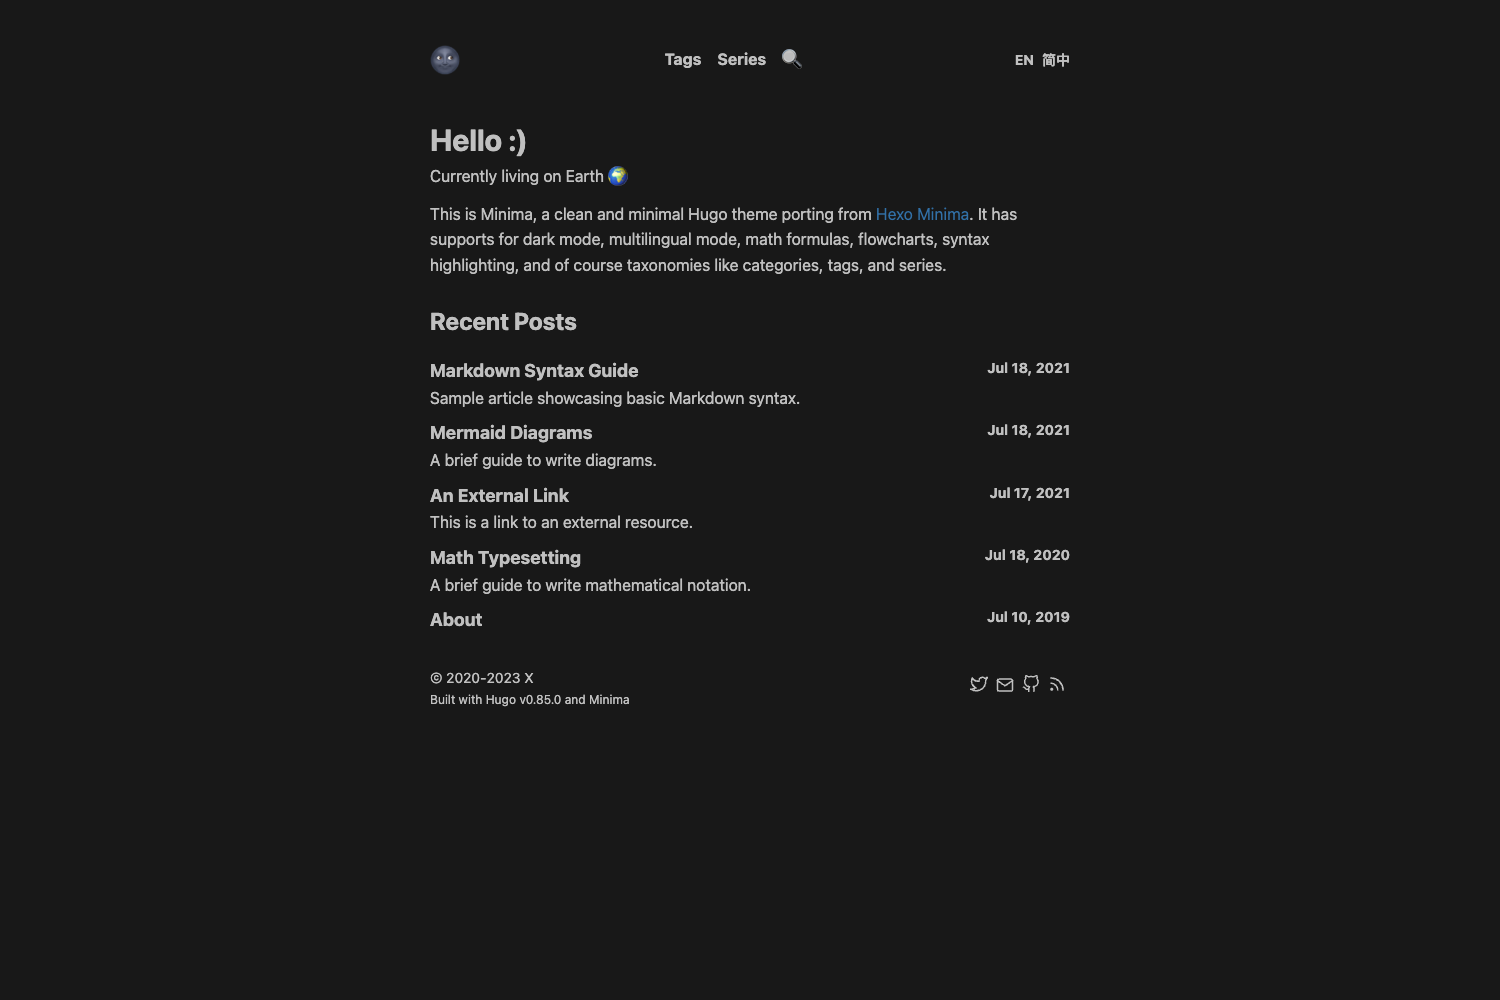 Tags Series EN 简中
Hello :)
Currently living on Earth 🌍
This is Minima, a clean and minimal Hugo theme porting from Hexo Minima. It has
supports for dark mode, multilingual mode, math formulas, flowcharts, syntax
highlighting, and of course taxonomies like categories, tags, and series.
Recent Posts
Markdown Syntax Guide Jul 18, 2021
Sample article showcasing basic Markdown syntax.
Mermaid Diagrams Jul 18, 2021
A brief guide to write diagrams.
An External Link Jul 17, 2021
This is a link to an external resource.
Math Typesetting Jul 18, 2020
A brief guide to write mathematical notation.
About Jul 10, 2019
© 2020-2023 X
Built with Hugo v0.85.0 and Minima